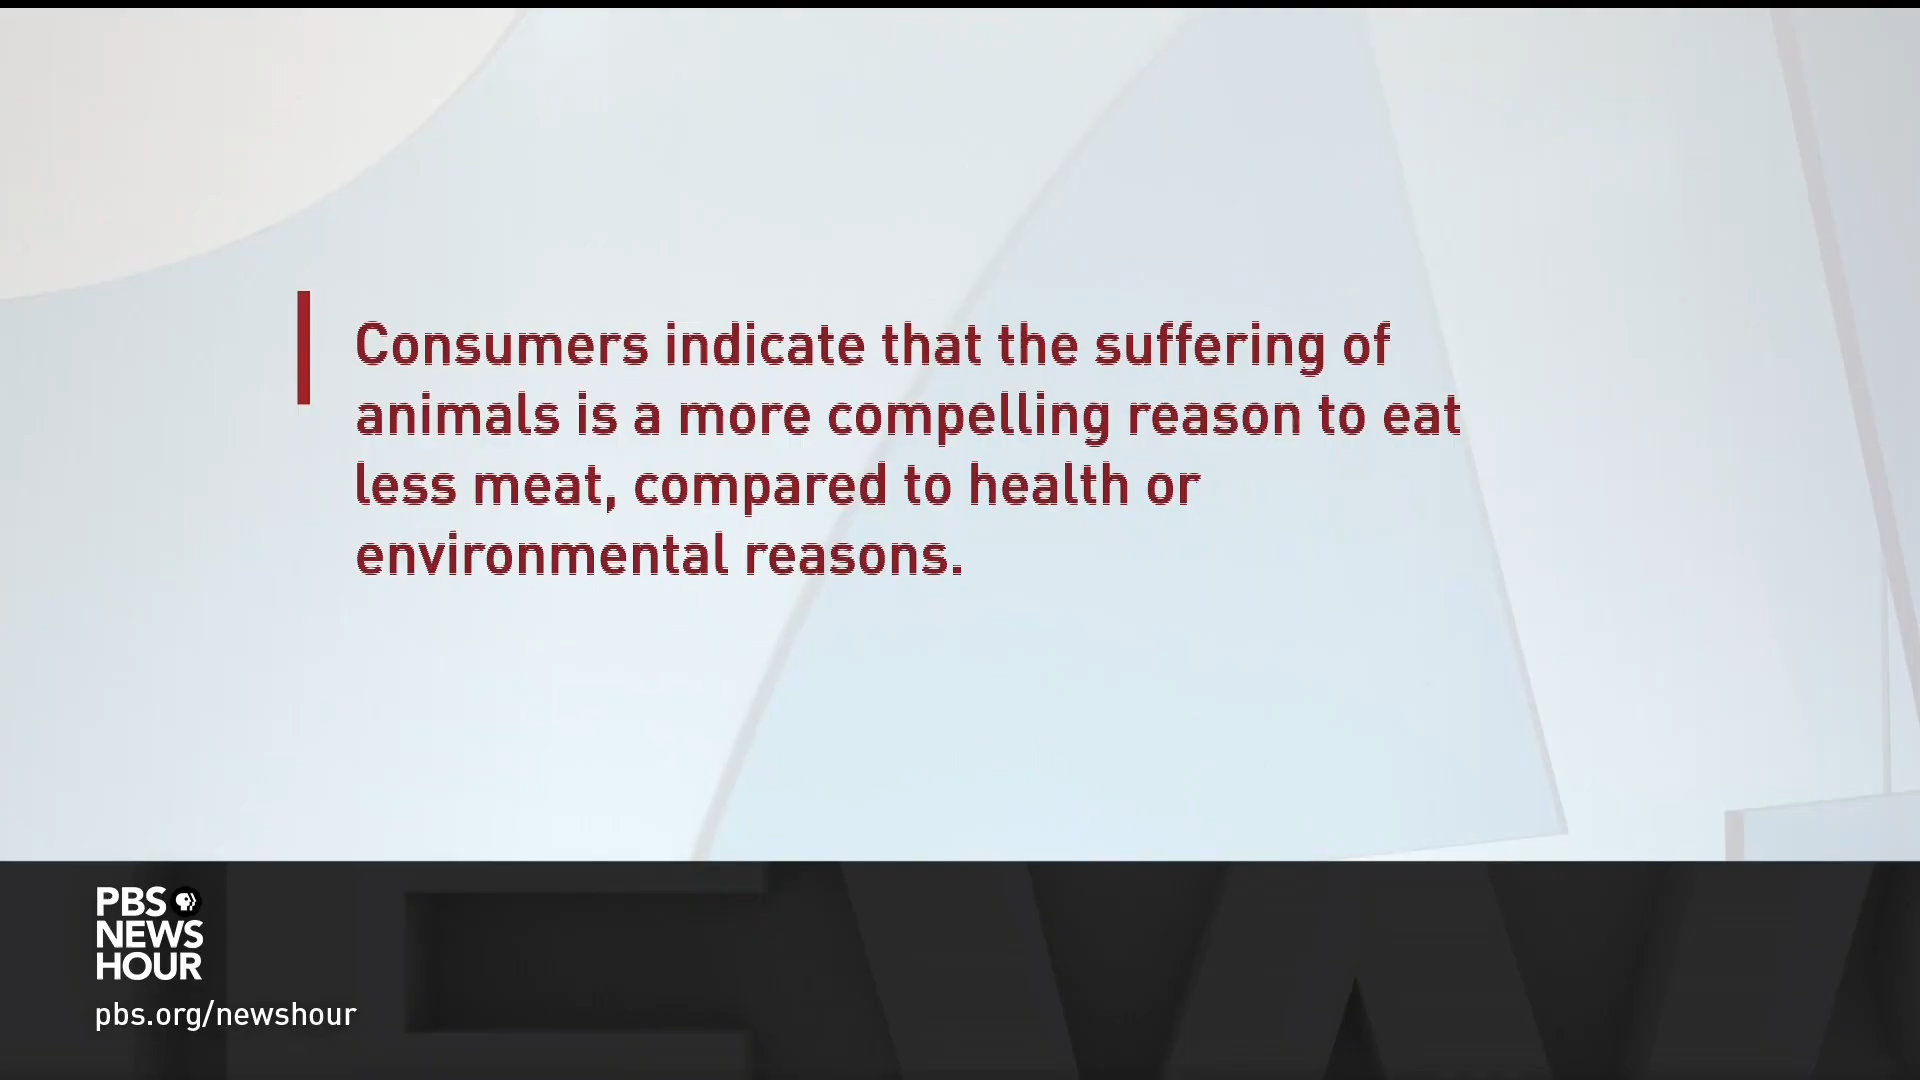 Consumers indicate that the suffering of
animals is a more compelling reason to eat
less meat, compared to health or
environmental reasons.
PBS
NEWS
HOUR
pbs.org/newshour